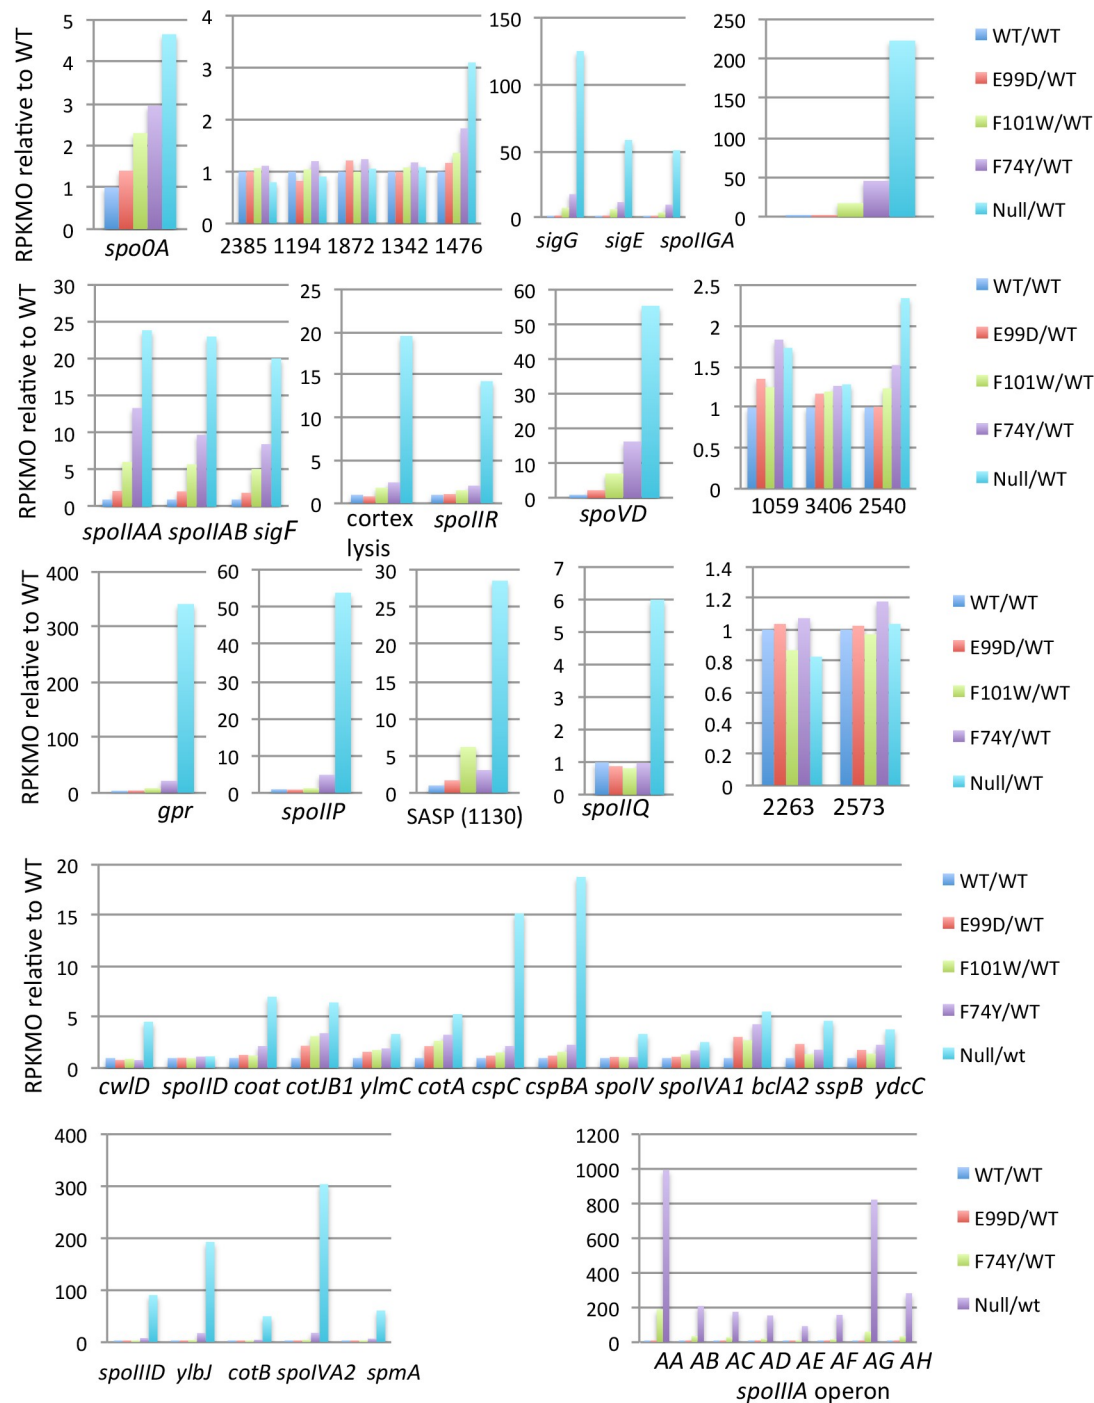 RPKMO relative to WT
5
4
3
2
1
0
spo0A
4
3
2
1
0
2385 1194 1872 1342 1476
150
100
50
0
sigG sigE spoIIGA
250
200
150
100
50
0
WT/WT
E99D/WT
F101W/WT
F74Y/WT
Null/WT
RPKMO relative to WT
30
25
20
15
10
5
0
spoIIAA spoIIAB sigF
25
20
15
10
5
0
cortex
lysis
spoIIR
60
50
40
30
20
10
0
spoVD
2.5
2
1.5
1
0.5
0
1059 3406 2540
WT/WT
E99D/WT
F101W/WT
F74Y/WT
Null/WT
RPKMO relative to WT
400
300
200
100
0
gpr
60
50
40
30
20
10
0
spoIIP
30
25
20
15
10
5
0
SASP (1130)
7
6
5
4
3
2
1
0
spoIIQ
1.4
1.2
1
0.8
0.6
0.4
0.2
0
2263 2573
WT/WT
E99D/WT
F101W/WT
F74Y/WT
Null/WT
RPKMO relative to WT
20
15
10
5
0
cwlD spoIID coat cotJB1 ylmC cotA cspC cspBA spoIV spoIVA1 bclA2 sspB ydcC
WT/WT
E99D/WT
F101W/WT
F74Y/WT
Null/wt
400
300
200
100
0
spoIIID ylbJ cotB spoIVA2 spmA
1200
1000
800
600
400
200
0
AA AB AC AD AE AF AG AH
spoIIIA operon
WT/WT
E99D/WT
F74Y/WT
Null/wt